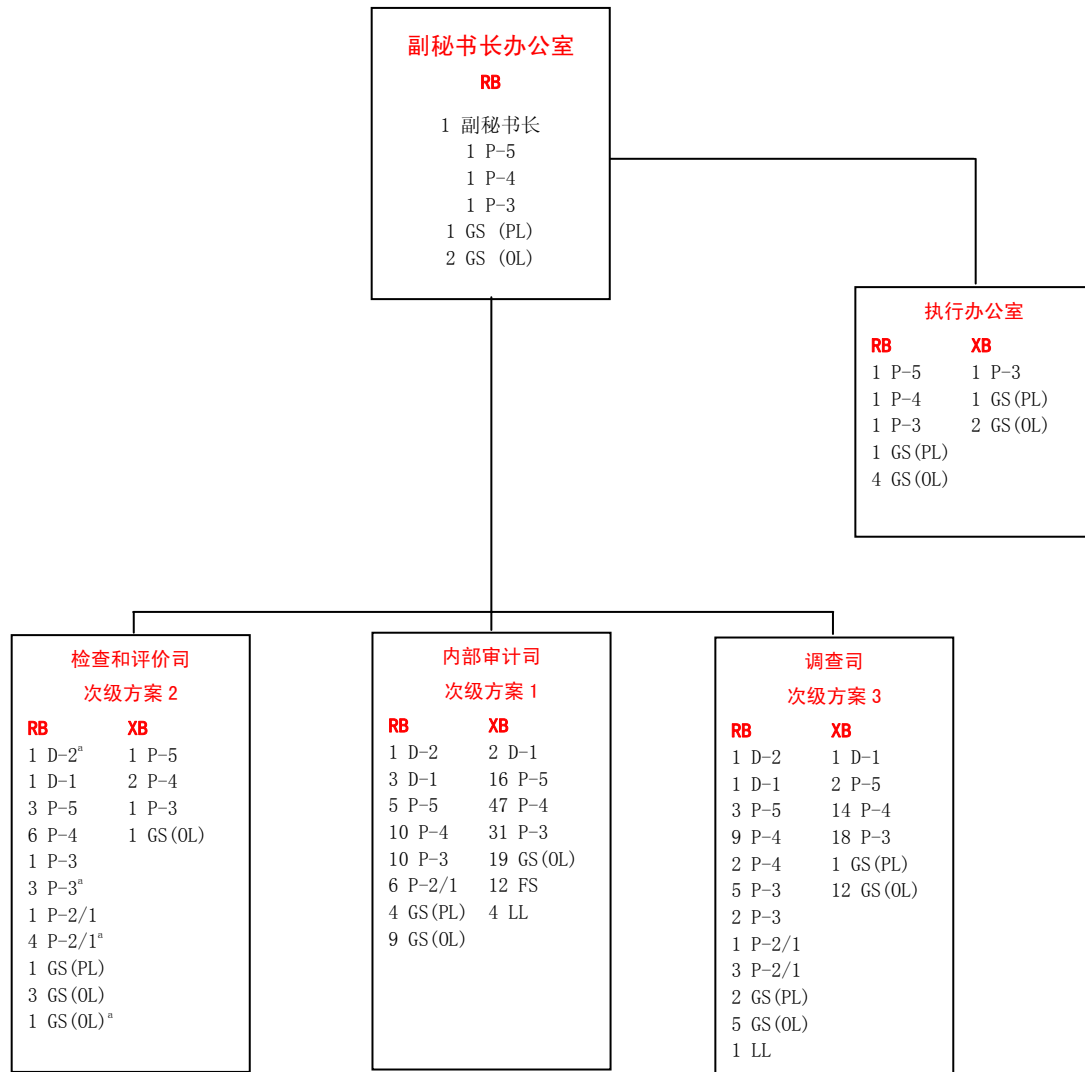 副秘书长办公室
RB
1 副秘书长
1 P-5
1 P-4
1 P-3
1 GS (PL)
2 GS (OL)
执行办公室
RB XB
1 P-5 1 P-3
1 P-4 1 GS(PL)
1 P-3 2 GS(OL)
1 GS(PL)
4 GS(OL)
检查和评价司
次级方案 2
RB XB
1 D-2ª 1 P-5
1 D-1 2 P-4
3 P-5 1 P-3
6 P-4 1 GS(OL)
1 P-3
3 P-3ª
1 P-2/1
4 P-2/1ª
1 GS(PL)
3 GS(OL)
1 GS(OL)ª
内部审计司
次级方案 1
RB XB
1 D-2 2 D-1
3 D-1 16 P-5
5 P-5 47 P-4
10 P-4 31 P-3
10 P-3 19 GS(OL)
6 P-2/1 12 FS
4 GS(PL) 4 LL
9 GS(OL)
调查司
次级方案 3
RB XB
1 D-2 1 D-1
1 D-1 2 P-5
3 P-5 14 P-4
9 P-4 18 P-3
2 P-4 1 GS(PL)
5 P-3 12 GS(OL)
2 P-3
1 P-2/1
3 P-2/1
2 GS(PL)
5 GS(OL)
1 LL